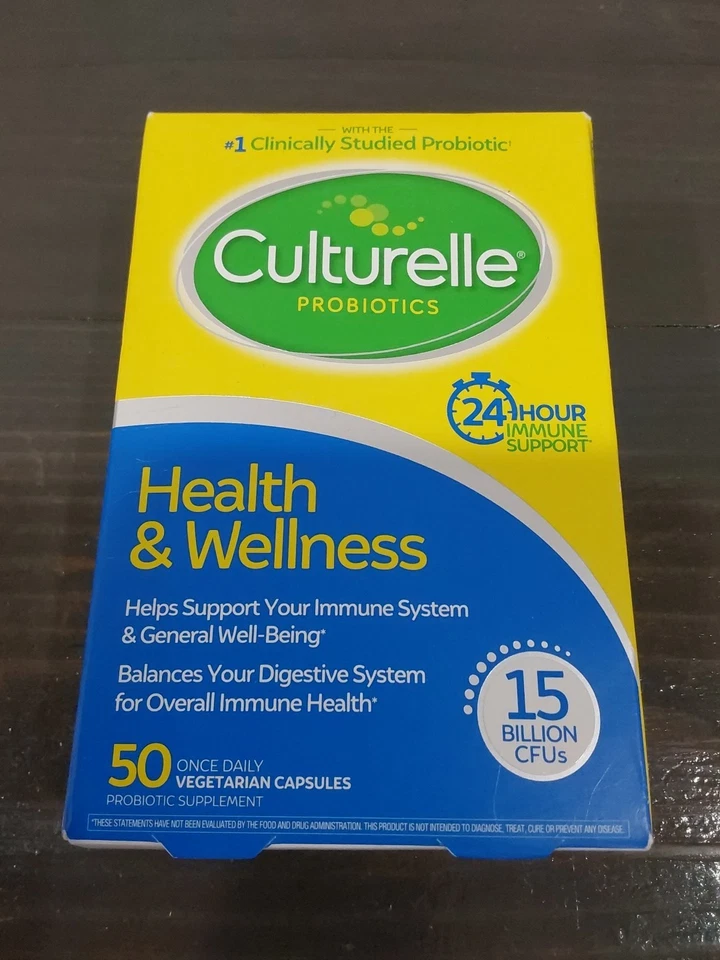 WITH THE
#1 Clinically Studied Probiotic†
Culturelle®
PROBIOTICS
24-HOUR
IMMUNE
SUPPORT*
Health
& Wellness
Helps Support Your Immune System
& General Well-Being*
Balances Your Digestive System
for Overall Immune Health*
15
BILLION
CFUs
50 ONCE DAILY
VEGETARIAN CAPSULES
PROBIOTIC SUPPLEMENT
*THESE STATEMENTS HAVE NOT BEEN EVALUATED BY THE FOOD AND DRUG ADMINISTRATION. THIS PRODUCT IS NOT INTENDED TO DIAGNOSE, TREAT, CURE OR PREVENT ANY DISEASE.